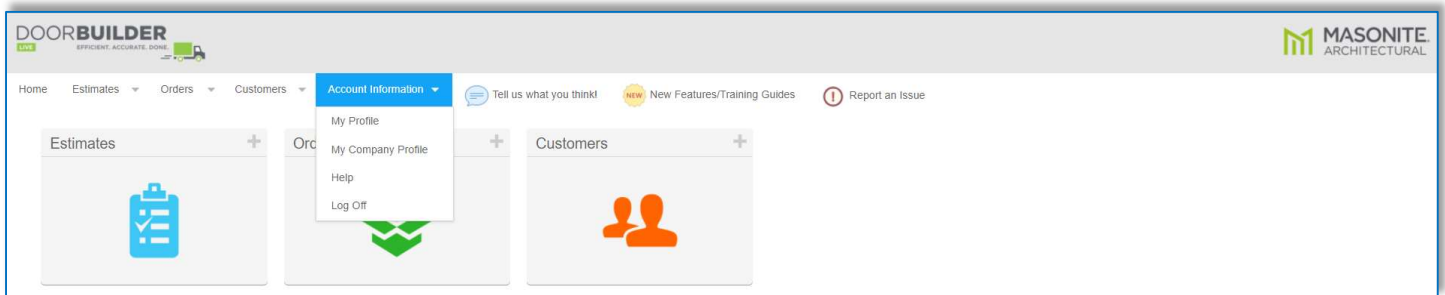 DOORBUILDER
LIVE EFFICIENT. ACCURATE. DONE.
MASONITE.
ARCHITECTURAL
Home Estimates Orders Customers Account Information Tell us what you think! NEW New Features/Training Guides Report an Issue
My Profile
Estimates Ord Customers
My Company Profile
Help
Log Off